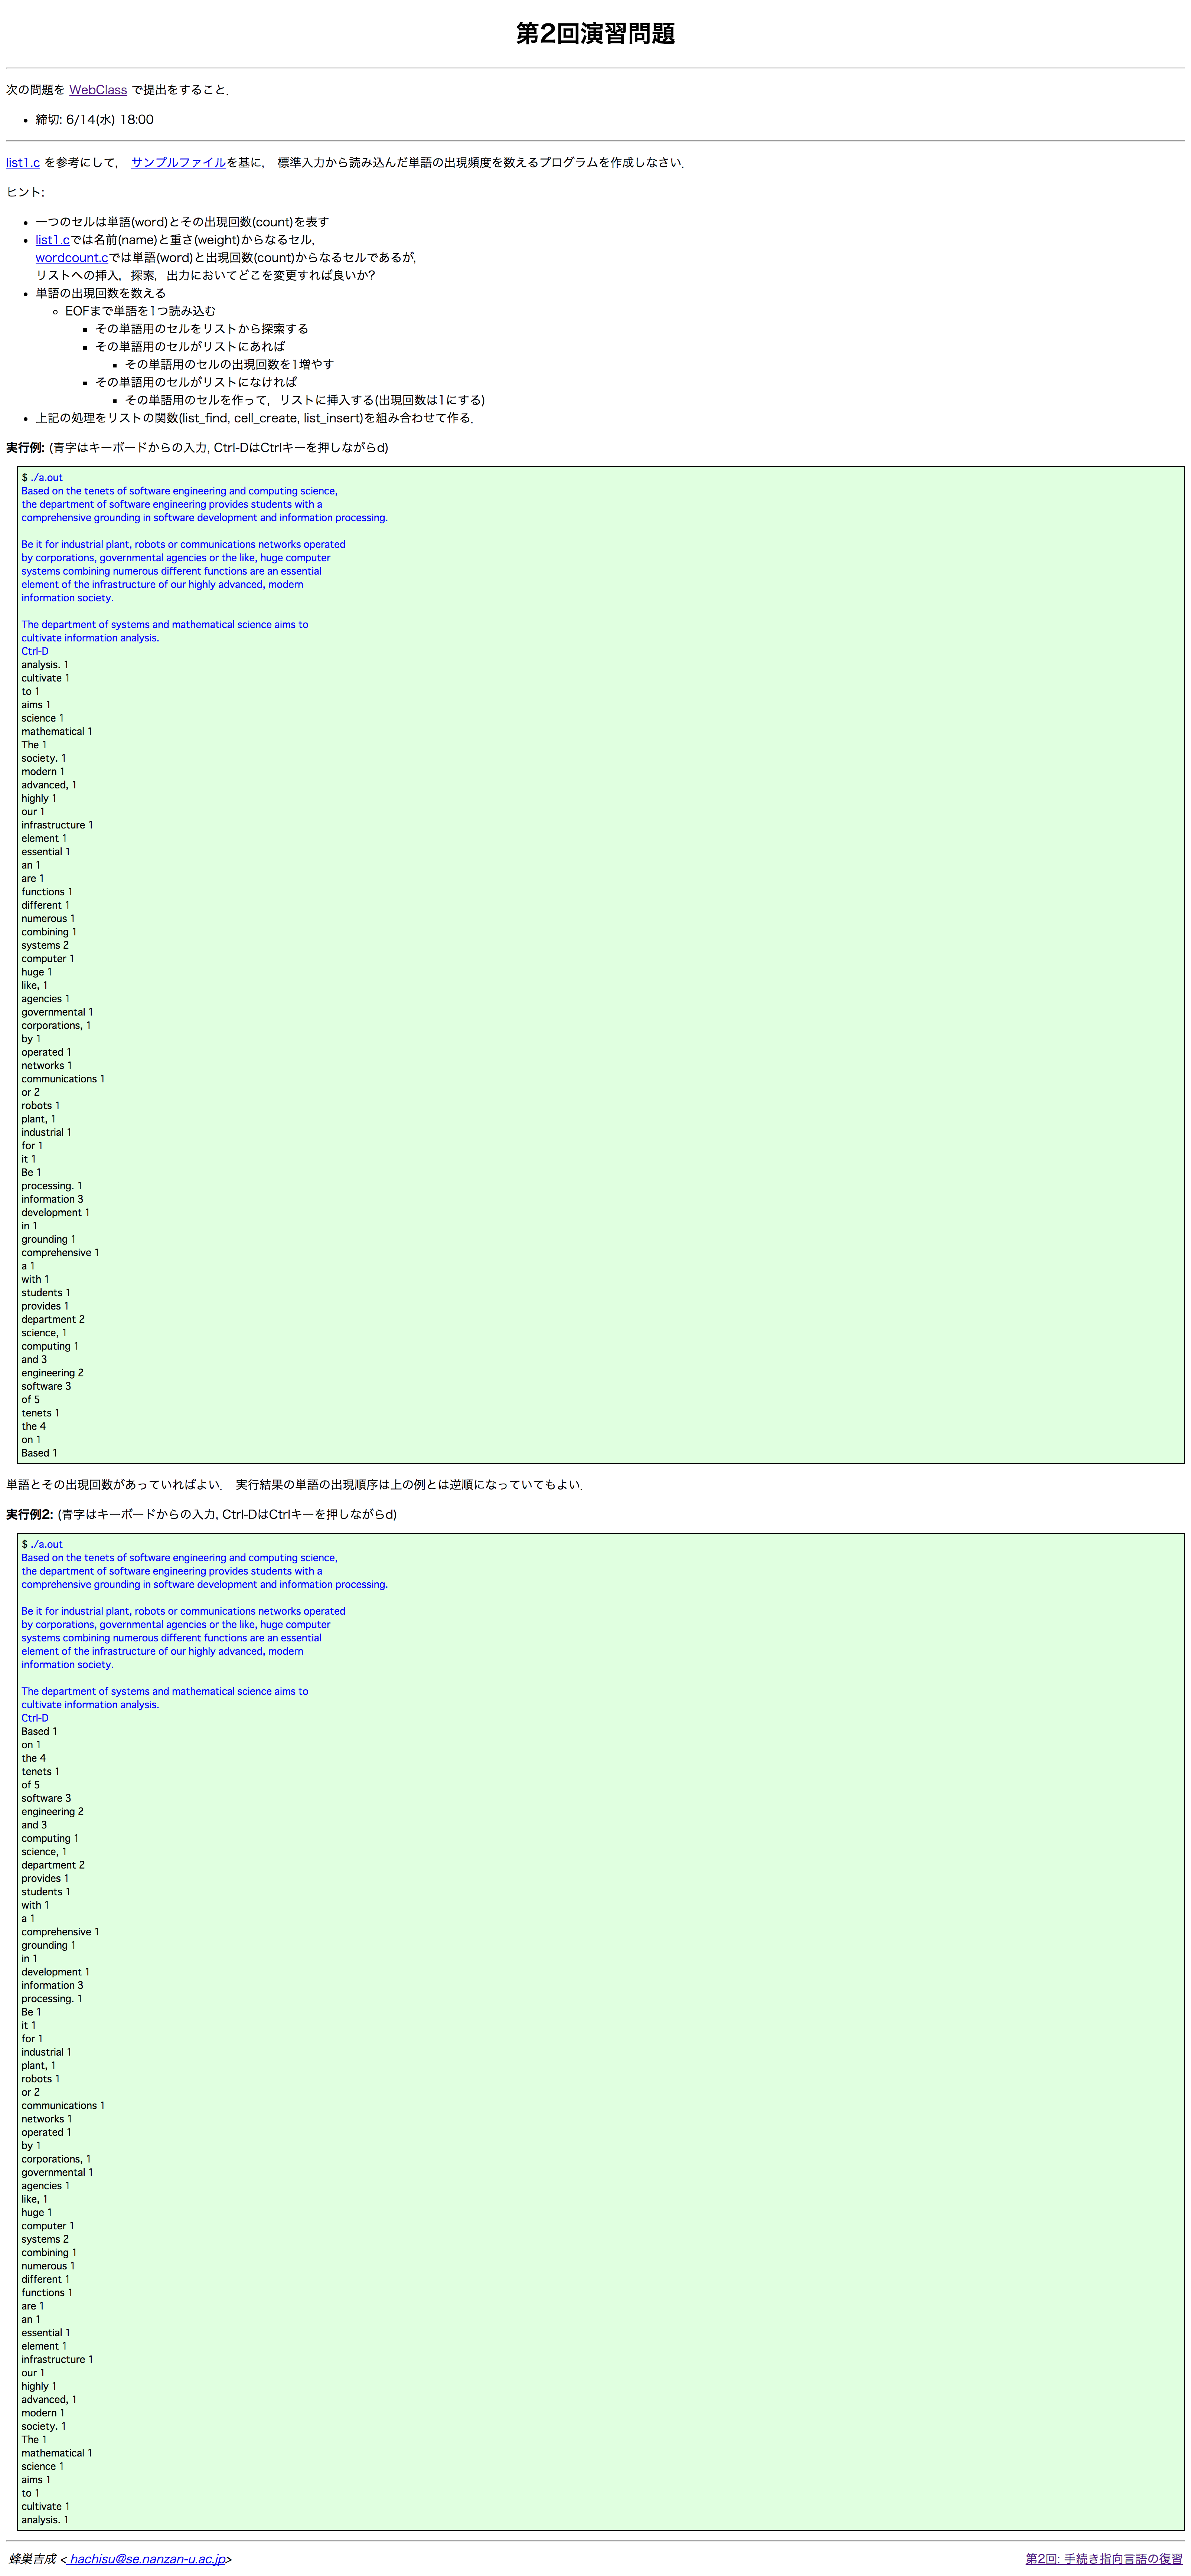 第2回演習問題
次の問題を WebClass で提出をすること．
• 締切: 6/14(水) 18:00
list1.c を参考にして， サンプルファイルを基に， 標準入力から読み込んだ単語の出現頻度を数えるプログラムを作成しなさい．
ヒント:
• 一つのセルは単語(word)とその出現回数(count)を表す
• list1.cでは名前(name)と重さ(weight)からなるセル，
wordcount.cでは単語(word)と出現回数(count)からなるセルであるが，
リストへの挿入，探索，出力においてどこを変更すれば良いか?
• 単語の出現回数を数える
◦ EOFまで単語を1つ読み込む
▪ その単語用のセルをリストから探索する
▪ その単語用のセルがリストにあれば
▪ その単語用のセルの出現回数を1増やす
▪ その単語用のセルがリストになければ
▪ その単語用のセルを作って，リストに挿入する(出現回数は1にする)
• 上記の処理をリストの関数(list_find, cell_create, list_insert)を組み合わせて作る．
実行例: (青字はキーボードからの入力, Ctrl-DはCtrlキーを押しながらd)
$ ./a.out
Based on the tenets of software engineering and computing science,
the department of software engineering provides students with a
comprehensive grounding in software development and information processing.
Be it for industrial plant, robots or communications networks operated
by corporations, governmental agencies or the like, huge computer
systems combining numerous different functions are an essential
element of the infrastructure of our highly advanced, modern
information society.
The department of systems and mathematical science aims to
cultivate information analysis.
Ctrl-D
analysis. 1
cultivate 1
to 1
aims 1
science 1
mathematical 1
The 1
society. 1
modern 1
advanced, 1
highly 1
our 1
infrastructure 1
element 1
essential 1
an 1
are 1
functions 1
different 1
numerous 1
combining 1
systems 2
computer 1
huge 1
like, 1
agencies 1
governmental 1
corporations, 1
by 1
operated 1
networks 1
communications 1
or 2
robots 1
plant, 1
industrial 1
for 1
it 1
Be 1
processing. 1
information 3
development 1
in 1
grounding 1
comprehensive 1
a 1
with 1
students 1
provides 1
department 2
science, 1
computing 1
and 3
engineering 2
software 3
of 5
tenets 1
the 4
on 1
Based 1
単語とその出現回数があっていればよい． 実行結果の単語の出現順序は上の例とは逆順になっていてもよい．
実行例2: (青字はキーボードからの入力, Ctrl-DはCtrlキーを押しながらd)
$ ./a.out
Based on the tenets of software engineering and computing science,
the department of software engineering provides students with a
comprehensive grounding in software development and information processing.
Be it for industrial plant, robots or communications networks operated
by corporations, governmental agencies or the like, huge computer
systems combining numerous different functions are an essential
element of the infrastructure of our highly advanced, modern
information society.
The department of systems and mathematical science aims to
cultivate information analysis.
Ctrl-D
Based 1
on 1
the 4
tenets 1
of 5
software 3
engineering 2
and 3
computing 1
science, 1
department 2
provides 1
students 1
with 1
a 1
comprehensive 1
grounding 1
in 1
development 1
information 3
processing. 1
Be 1
it 1
for 1
industrial 1
plant, 1
robots 1
or 2
communications 1
networks 1
operated 1
by 1
corporations, 1
governmental 1
agencies 1
like, 1
huge 1
computer 1
systems 2
combining 1
numerous 1
different 1
functions 1
are 1
an 1
essential 1
element 1
infrastructure 1
our 1
highly 1
advanced, 1
modern 1
society. 1
The 1
mathematical 1
science 1
aims 1
to 1
cultivate 1
analysis. 1
蜂巣吉成 < hachisu@se.nanzan-u.ac.jp> 第2回: 手続き指向言語の復習